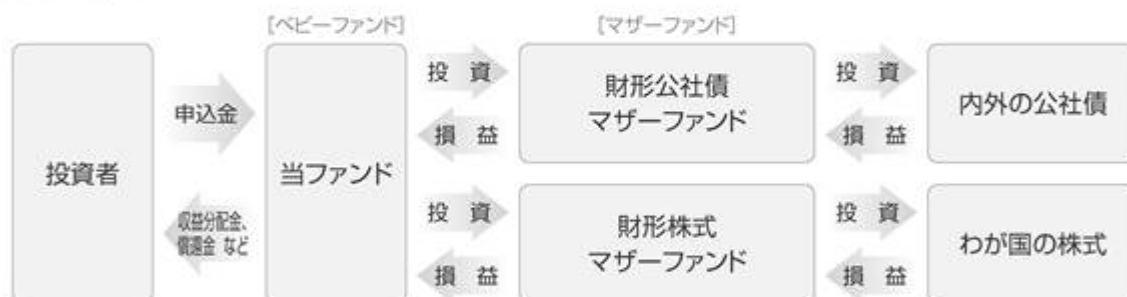 [ベビーファンド]
[マザーファンド]
投資者
申込金
収益分配金、
償還金 など
当ファンド
投 資
損 益
財形公社債
マザーファンド
投 資
損 益
内外の公社債
投 資
損 益
財形株式
マザーファンド
投 資
損 益
わが国の株式